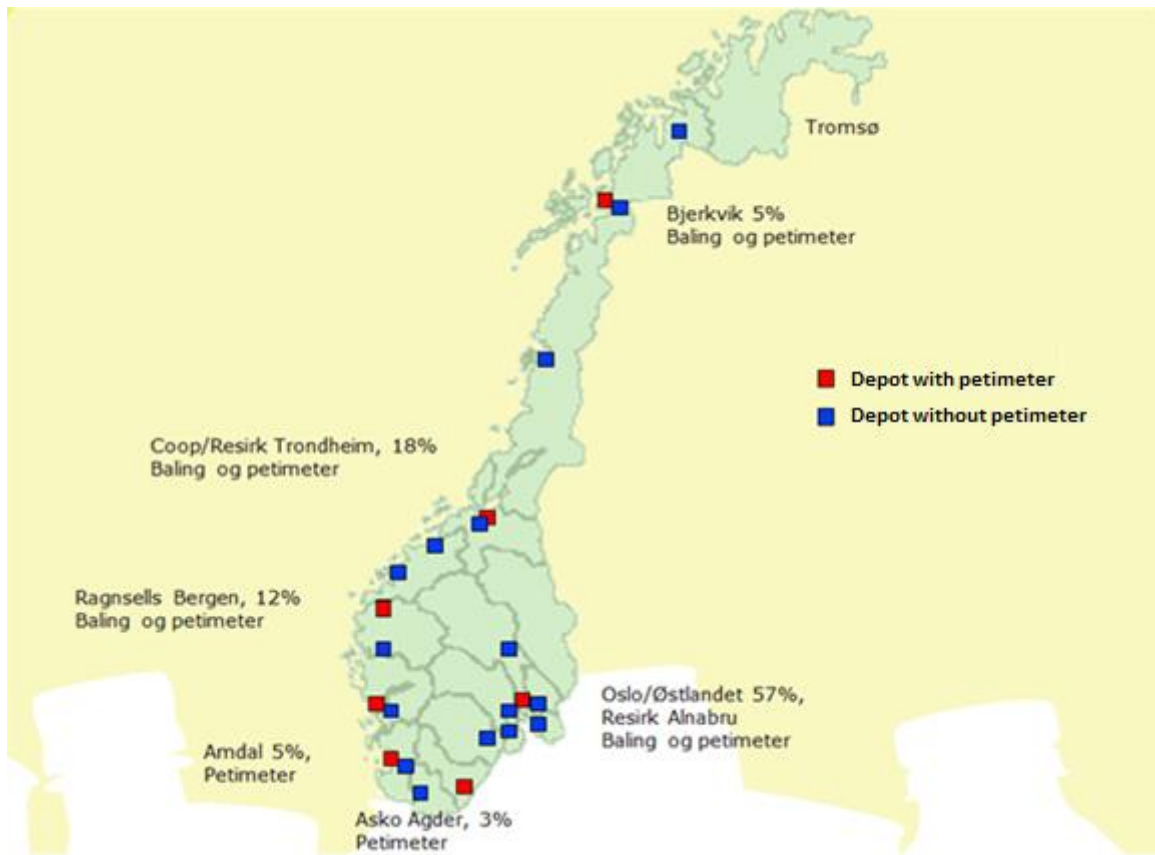 Tromsø
Bjerkvik 5%
Baling og petimeter
Depot with petimeter
Depot without petimeter
Coop/Resirk Trondheim, 18%
Baling og petimeter
Ragnsells Bergen, 12%
Baling og petimeter
Oslo/Østlandet 57%,
Resirk Alnabru
Baling og petimeter
Amdal 5%,
Petimeter
Asko Agder, 3%
Petimeter